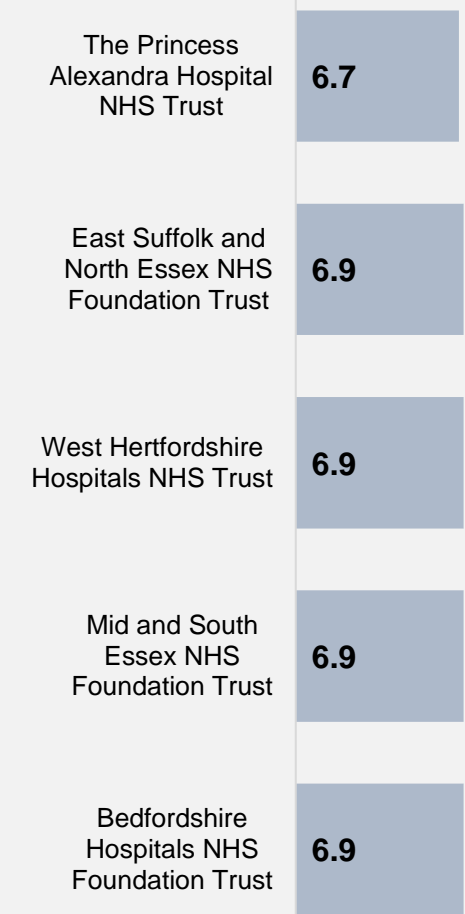 The Princess
Alexandra Hospital
NHS Trust
6.7
East Suffolk and
North Essex NHS
Foundation Trust
6.9
West Hertfordshire
Hospitals NHS Trust
6.9
Mid and South
Essex NHS
Foundation Trust
6.9
Bedfordshire
Hospitals NHS
Foundation Trust
6.9